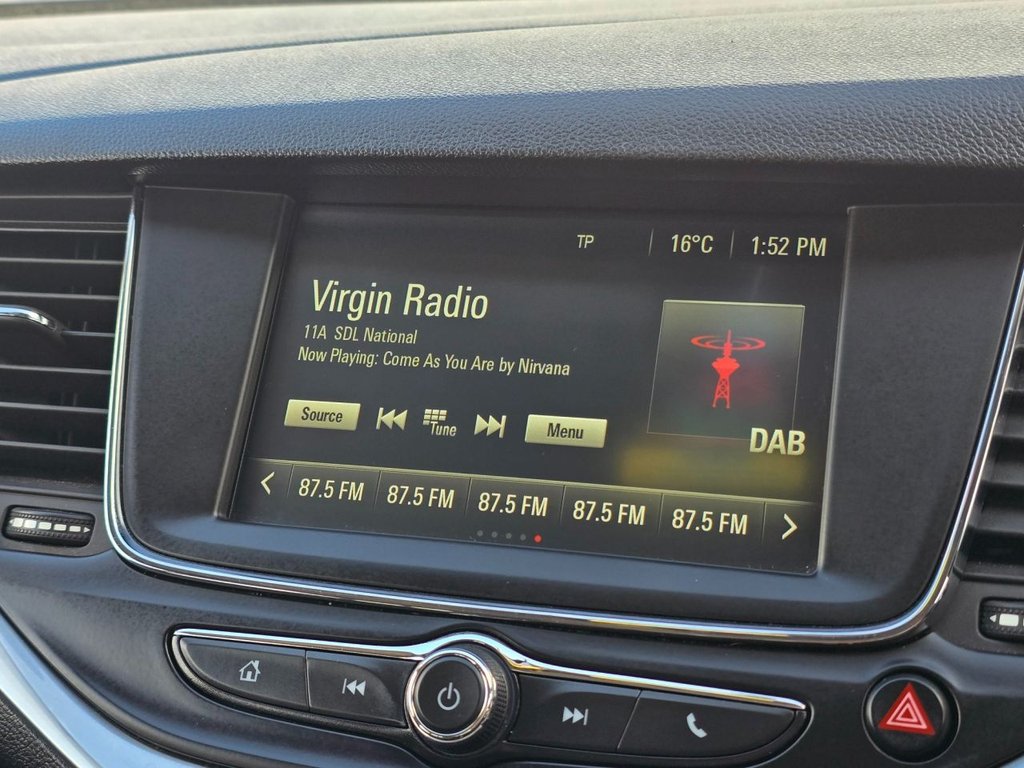 TP 16°C 1:52 PM
Virgin Radio
11A SDL National
Now Playing: Come As You Are by Nirvana
Source Tune Menu
DAB
87.5 FM 87.5 FM 87.5 FM 87.5 FM 87.5 FM